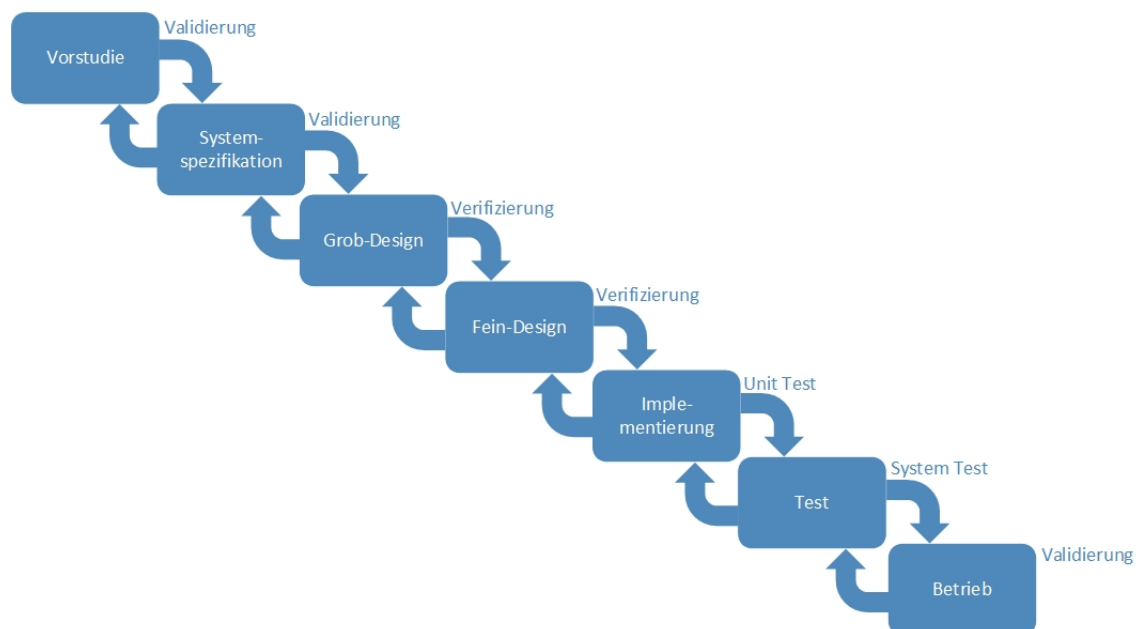 Validierung
Vorstudie
Validierung
System-
spezifikation
Verifizierung
Grob-Design
Verifizierung
Fein-Design
Unit Test
Imple-
mentierung
System Test
Test
Validierung
Betrieb